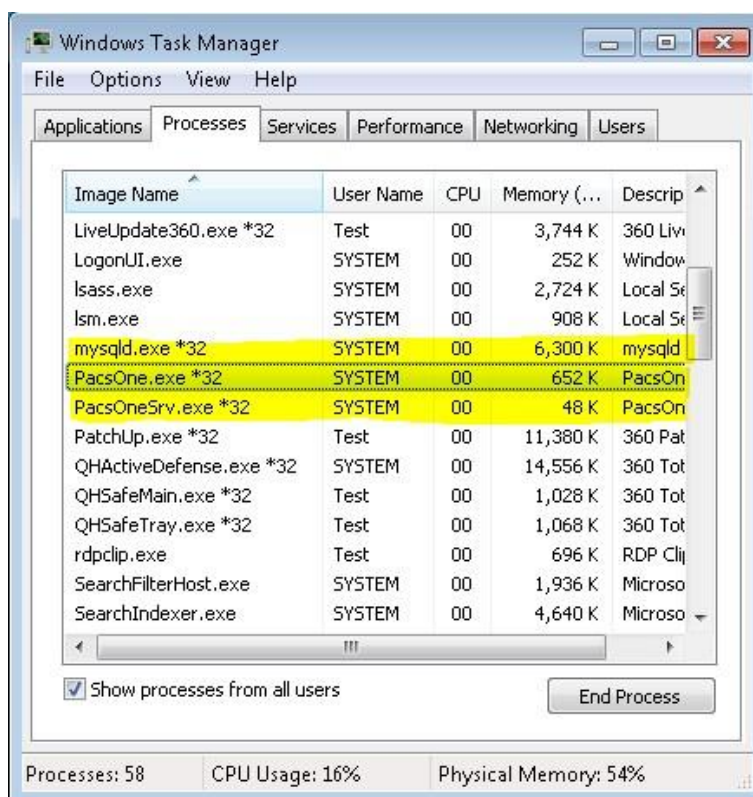 Windows Task Manager
File Options View Help
Applications Processes Services Performance Networking Users
Image Name User Name CPU Memory (... Descrip
LiveUpdate360.exe *32 Test 00 3,744 K 360 Liv
LogonUI.exe SYSTEM 00 252 K Window
lsass.exe SYSTEM 00 2,724 K Local Se
lsm.exe SYSTEM 00 908 K Local Se
mysqld.exe *32 SYSTEM 00 6,300 K mysqld
PacsOne.exe *32 SYSTEM 00 652 K PacsOn
PacsOneSrv.exe *32 SYSTEM 00 48 K PacsOn
PatchUp.exe *32 Test 00 11,380 K 360 Pat
QHActiveDefense.exe *32 SYSTEM 00 14,556 K 360 Tot
QHSafeMain.exe *32 Test 00 1,028 K 360 Tot
QHSafeTray.exe *32 Test 00 1,068 K 360 Tot
rdpclip.exe Test 00 696 K RDP Cli
SearchFilterHost.exe SYSTEM 00 1,936 K Microso
SearchIndexer.exe SYSTEM 00 4,640 K Microso
Show processes from all users
End Process
Processes: 58 CPU Usage: 16% Physical Memory: 54%